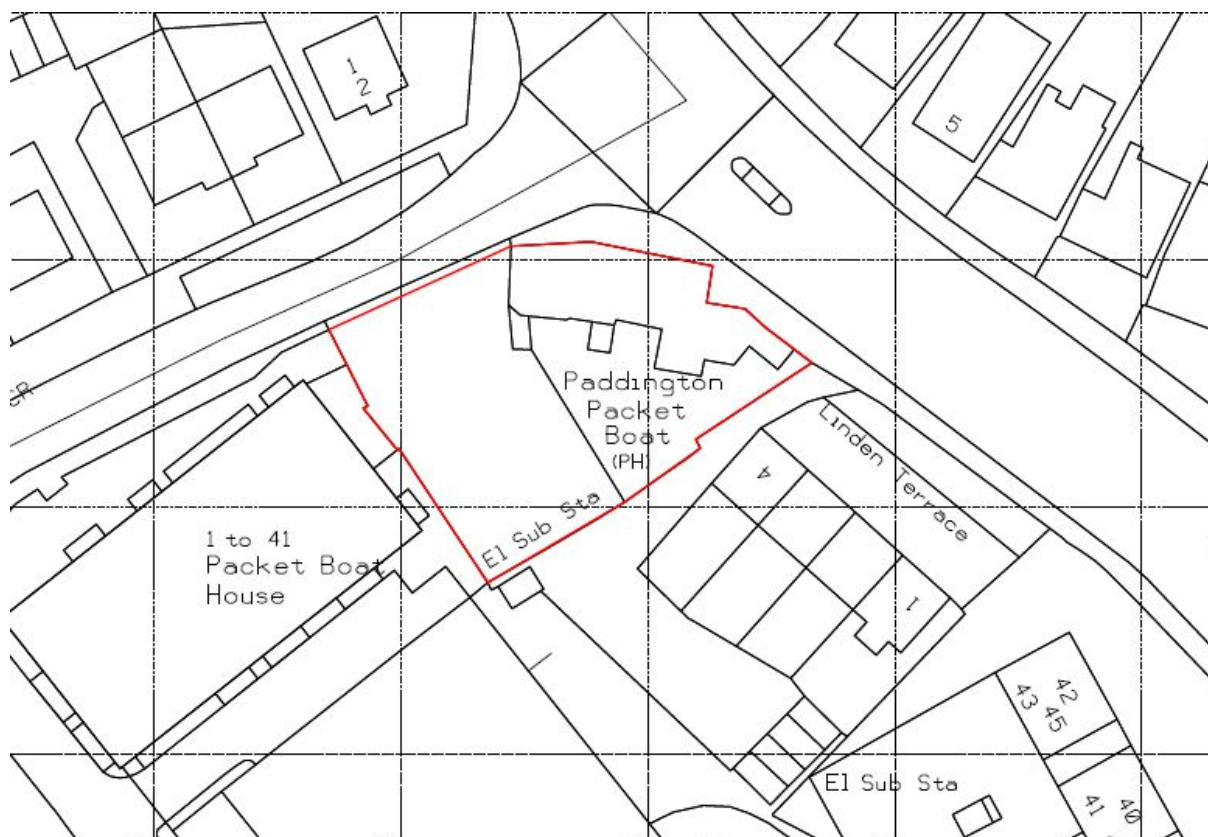 1
2
5
Paddington
Packet
Boat
(PH)
Linden Terrace
4
El Sub Sta
1 to 41
Packet Boat
House
1
42
43
45
El Sub Sta
41
40